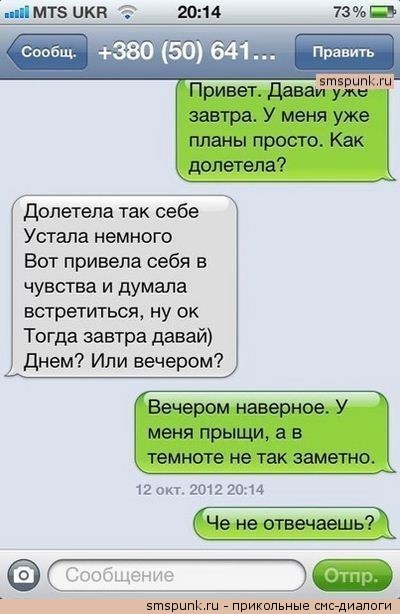 MTS UKR 20:14 73 %
Сообщ. +380 (50) 641... Править
smspunk.ru
Привет. Давай уже
завтра. У меня уже
планы просто. Как
долетела?
Долетела так себе
Устала немного
Вот привела себя в
чувства и думала
встретиться, ну ок
Тогда завтра давай)
Днем? Или вечером?
Вечером наверное. У
меня прыщи, а в
темноте не так заметно.
12 окт. 2012 20:14
Че не отвечаешь?
Сообщение Отпр.
smspunk.ru - прикольные смс-диалоги